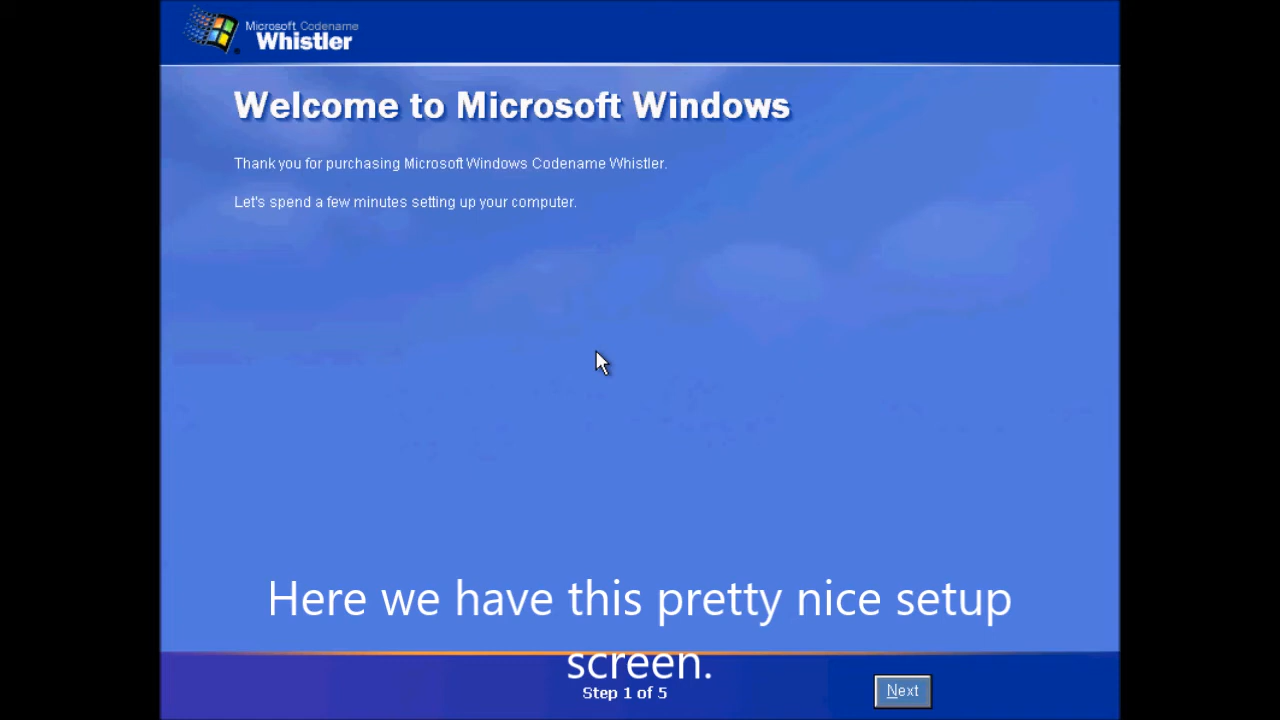 Microsoft Codename
Whistler
Welcome to Microsoft Windows
Thank you for purchasing Microsoft Windows Codename Whistler.
Let's spend a few minutes setting up your computer.
Here we have this pretty nice setup
screen.
Step 1 of 5
Next